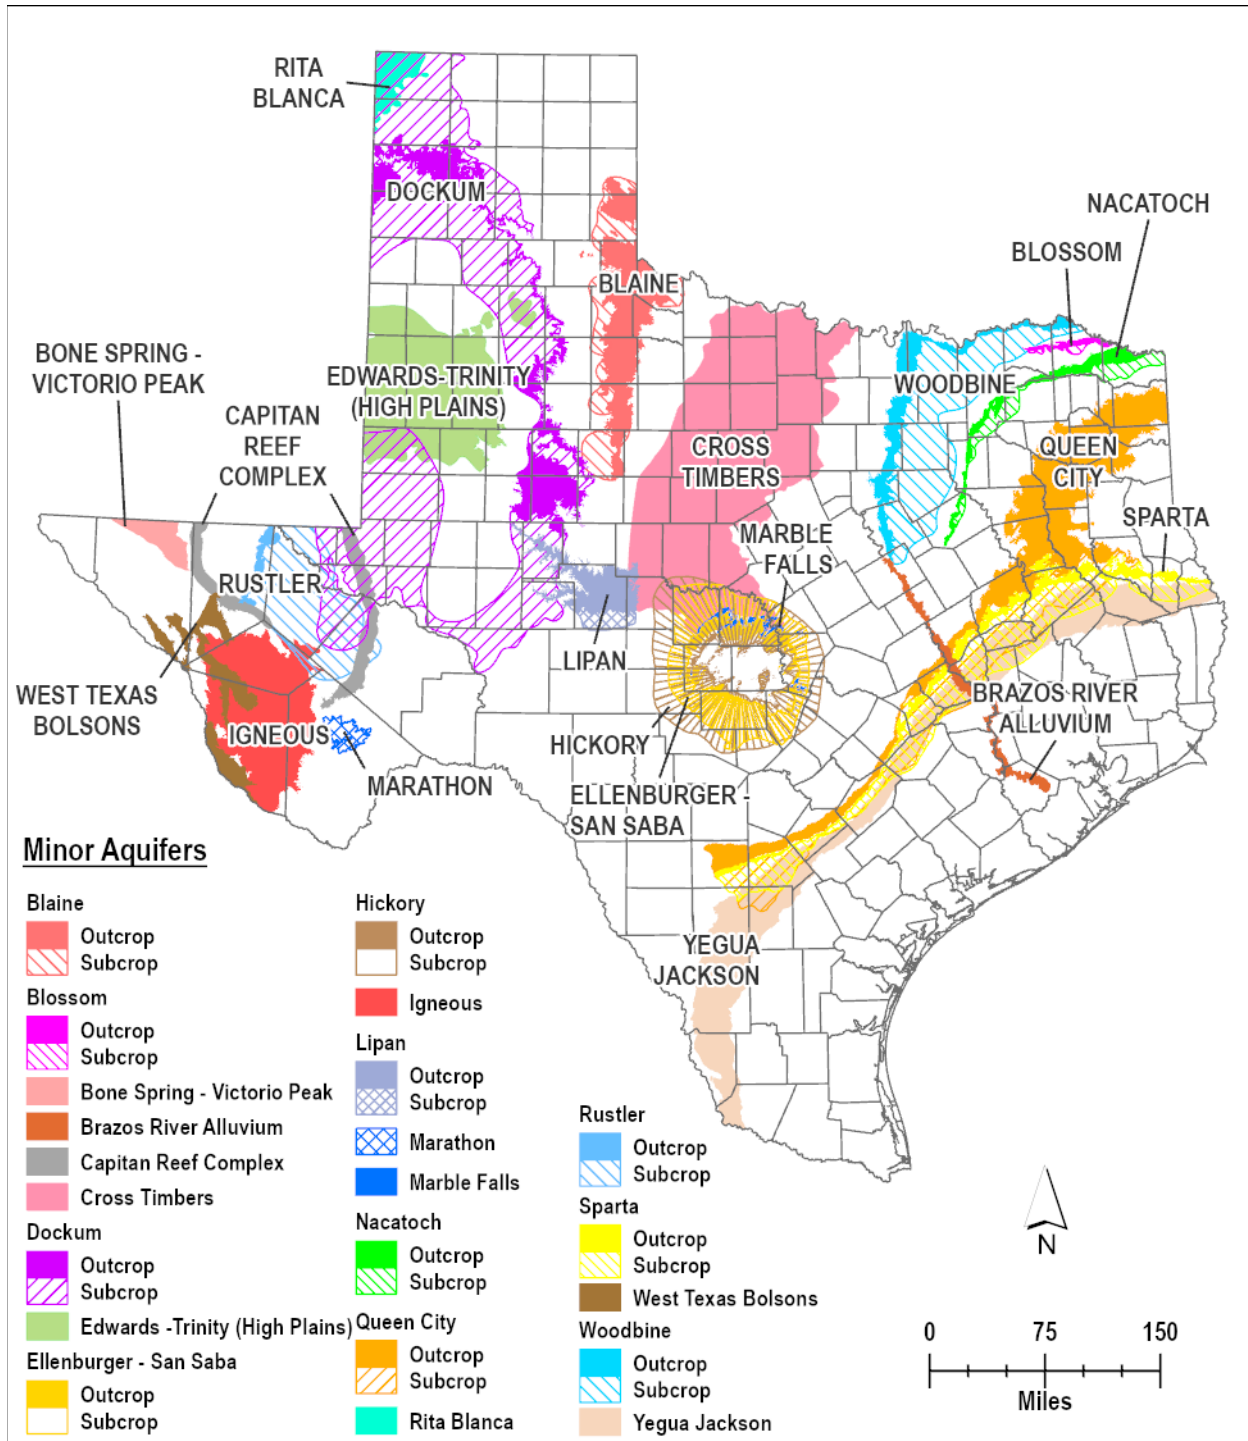 RITA
BLANCA
DOCKUM
NACATOCH
BLOSSOM
BLAINE
BONE SPRING -
VICTORIO PEAK
EDWARDS-TRINITY
(HIGH PLAINS)
WOODBINE
CAPITAN
REEF
COMPLEX
CROSS
TIMBERS
QUEEN
CITY
SPARTA
MARBLE
FALLS
RUSTLER
LIPAN
WEST TEXAS
BOLSONS
BRAZOS RIVER
ALLUVIUM
IGNEOUS
HICKORY
MARATHON
ELLENBURGER -
SAN SABA
YEGUA
JACKSON
Minor Aquifers
Blaine
Outcrop
Subcrop
Blossom
Outcrop
Subcrop
Bone Spring - Victorio Peak
Brazos River Alluvium
Capitan Reef Complex
Cross Timbers
Dockum
Outcrop
Subcrop
Edwards -Trinity (High Plains)
Ellenburger - San Saba
Outcrop
Subcrop
Hickory
Outcrop
Subcrop
Igneous
Lipan
Outcrop
Subcrop
Marathon
Marble Falls
Nacatoch
Outcrop
Subcrop
Queen City
Outcrop
Subcrop
Rita Blanca
Rustler
Outcrop
Subcrop
Sparta
Outcrop
Subcrop
West Texas Bolsons
Woodbine
Outcrop
Subcrop
Yegua Jackson
N
0 75 150
Miles